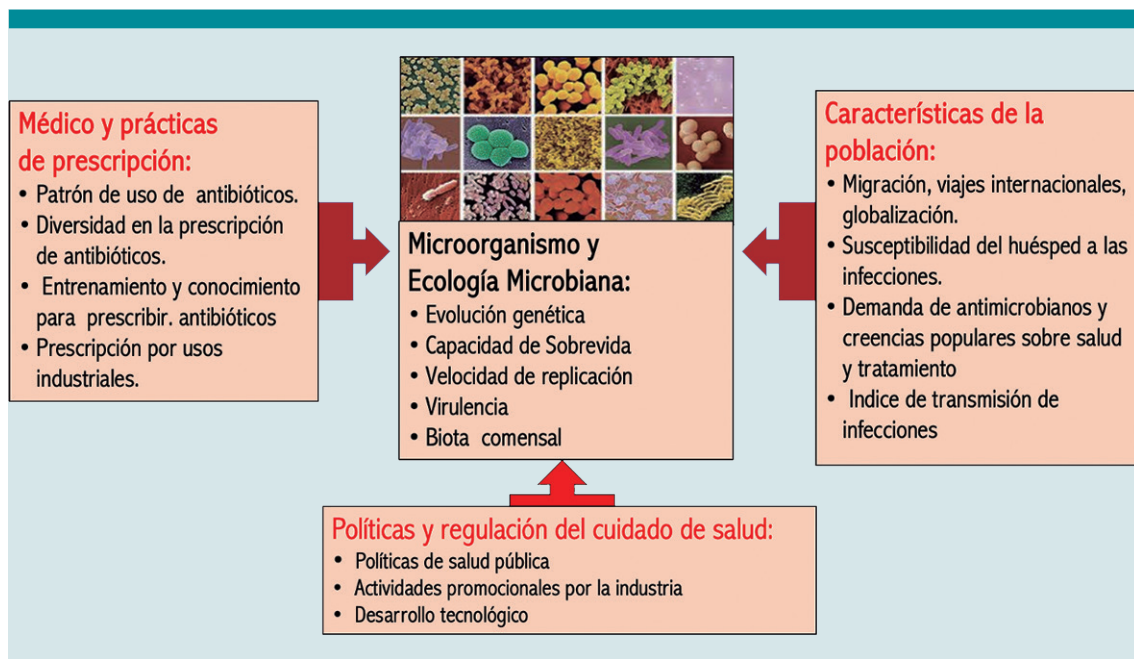 Médico y prácticas
de prescripción:
• Patrón de uso de antibióticos.
• Diversidad en la prescripción
de antibióticos.
• Entrenamiento y conocimiento
para prescribir. antibióticos
• Prescripción por usos
industriales.
Microorganismo y
Ecología Microbiana:
• Evolución genética
• Capacidad de Sobrevida
• Velocidad de replicación
• Virulencia
• Biota comensal
Características de la
población:
• Migración, viajes internacionales,
globalización.
• Susceptibilidad del huésped a las
infecciones.
• Demanda de antimicrobianos y
creencias populares sobre salud
y tratamiento
• Indice de transmisión de
infecciones
Políticas y regulación del cuidado de salud:
• Políticas de salud pública
• Actividades promocionales por la industria
• Desarrollo tecnológico